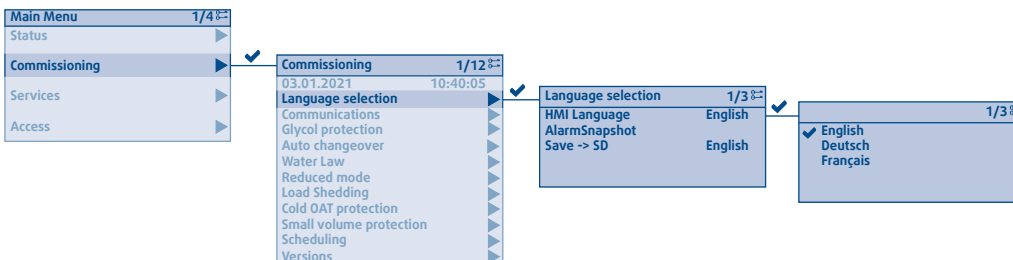 Main Menu 1/4
Status
Commissioning
Services
Access
Commissioning 1/12
03.01.2021 10:40:05
Language selection
Communications
Glycol protection
Auto changeover
Water Law
Reduced mode
Load Shedding
Cold OAT protection
Small volume protection
Scheduling
Versions
Language selection 1/3
HMI Language English
AlarmSnapshot
Save -> SD English
1/3
English
Deutsch
Français